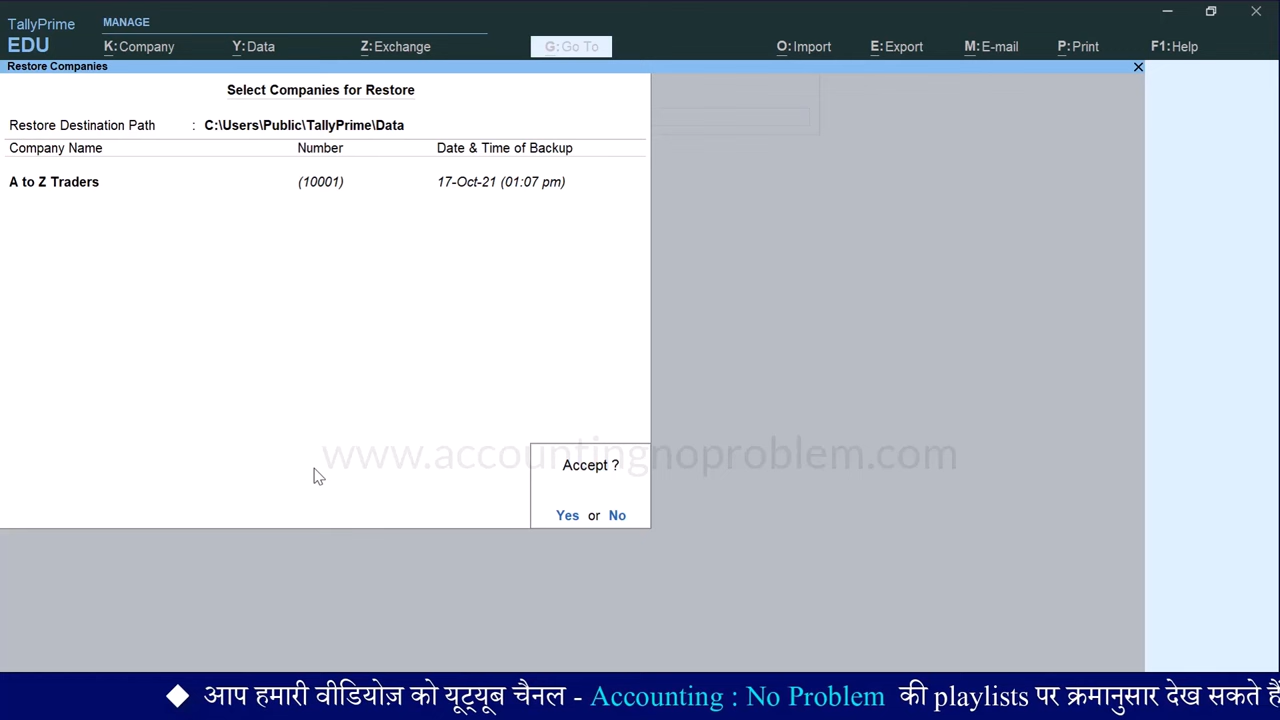 TallyPrime
EDU
MANAGE
K:Company Y:Data Z:Exchange G:Go To O:Import E:Export M:E-mail P:Print F1:Help
Restore Companies
Select Companies for Restore
Restore Destination Path : C:\Users\Public\TallyPrime\Data
Company Name Number Date & Time of Backup
A to Z Traders (10001) 17-Oct-21 (01:07 pm)
www.accountingnoproblem.com
Accept ?
Yes or No
◆ आप हमारी वीडियोज़ को यूट्यूब चैनल - Accounting : No Problem की playlists पर क्रमानुसार देख सकते हैं